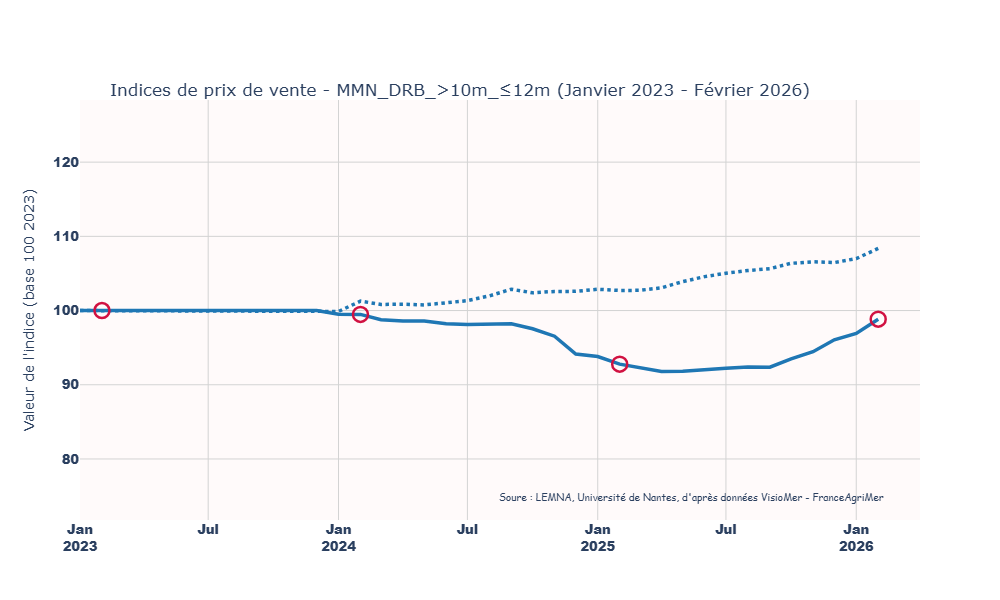 Indices de prix de vente - MMN_DRB_>10m_≤12m (Janvier 2023 - Février 2026)
Valeur de l'indice (base 100 2023)
120
110
100
90
80
Soure : LEMNA, Université de Nantes, d'après données VisioMer - FranceAgriMer
Jan Jul Jan Jul Jan Jul Jan
2023 2024 2025 2026